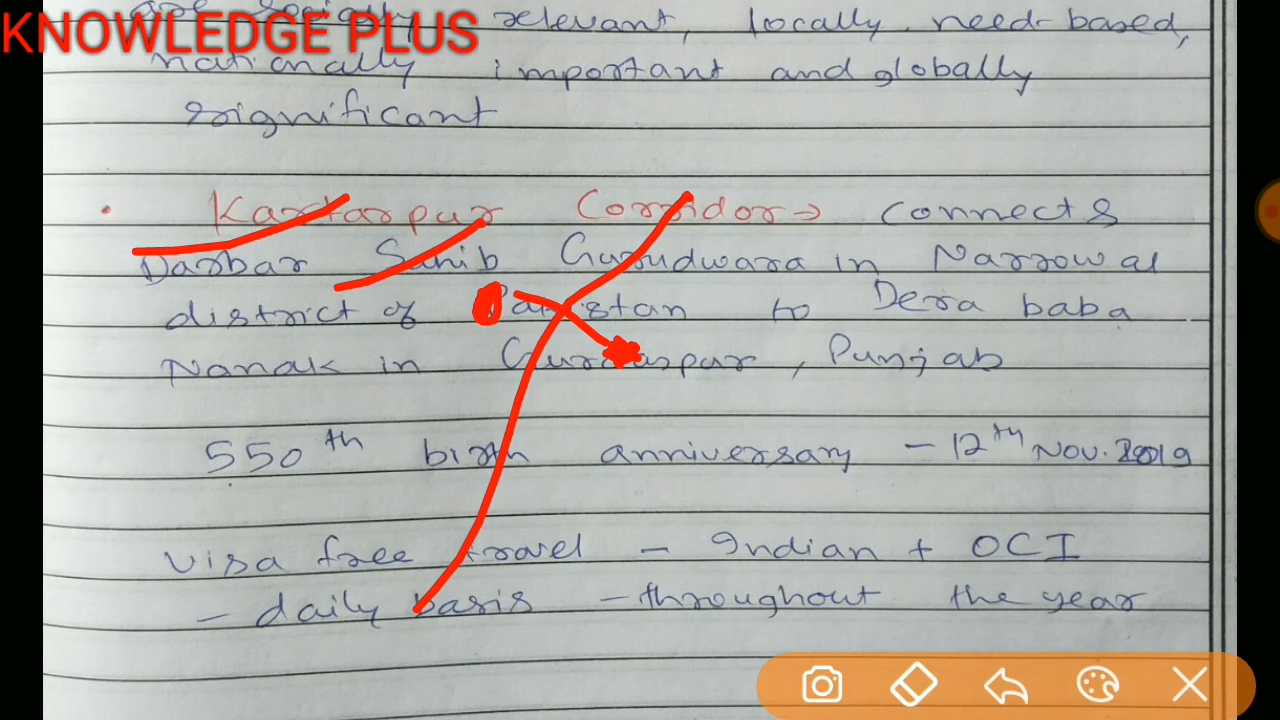 KNOWLEDGE PLUS
are socially relevant, locally need-based,
nationally important and globally
significant
• Kartarpur Corridor → connects
Darbar Sahib Gurudwara in Narrowal
district of Pakistan to Dera baba
Nanak in Gurdaspur, Punjab
550th birth anniversary - 12th Nov. 2019
Visa free travel - Indian + OCI
- daily basis - throughout the year